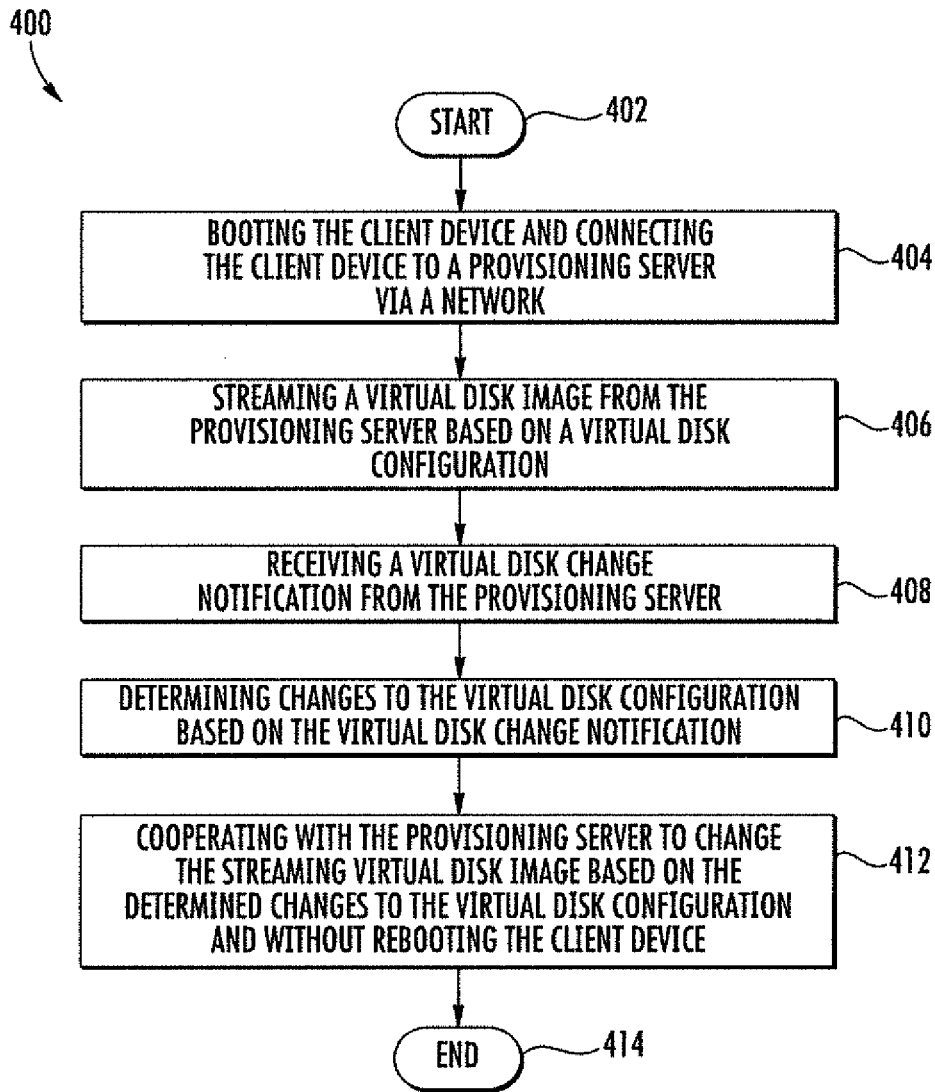 400
START
402
BOOTING THE CLIENT DEVICE AND CONNECTING
THE CLIENT DEVICE TO A PROVISIONING SERVER
VIA A NETWORK
404
STREAMING A VIRTUAL DISK IMAGE FROM THE
PROVISIONING SERVER BASED ON A VIRTUAL DISK
CONFIGURATION
406
RECEIVING A VIRTUAL DISK CHANGE
NOTIFICATION FROM THE PROVISIONING SERVER
408
DETERMINING CHANGES TO THE VIRTUAL DISK CONFIGURATION
BASED ON THE VIRTUAL DISK CHANGE NOTIFICATION
410
COOPERATING WITH THE PROVISIONING SERVER TO CHANGE
THE STREAMING VIRTUAL DISK IMAGE BASED ON THE
DETERMINED CHANGES TO THE VIRTUAL DISK CONFIGURATION
AND WITHOUT REBOOTING THE CLIENT DEVICE
412
END
414